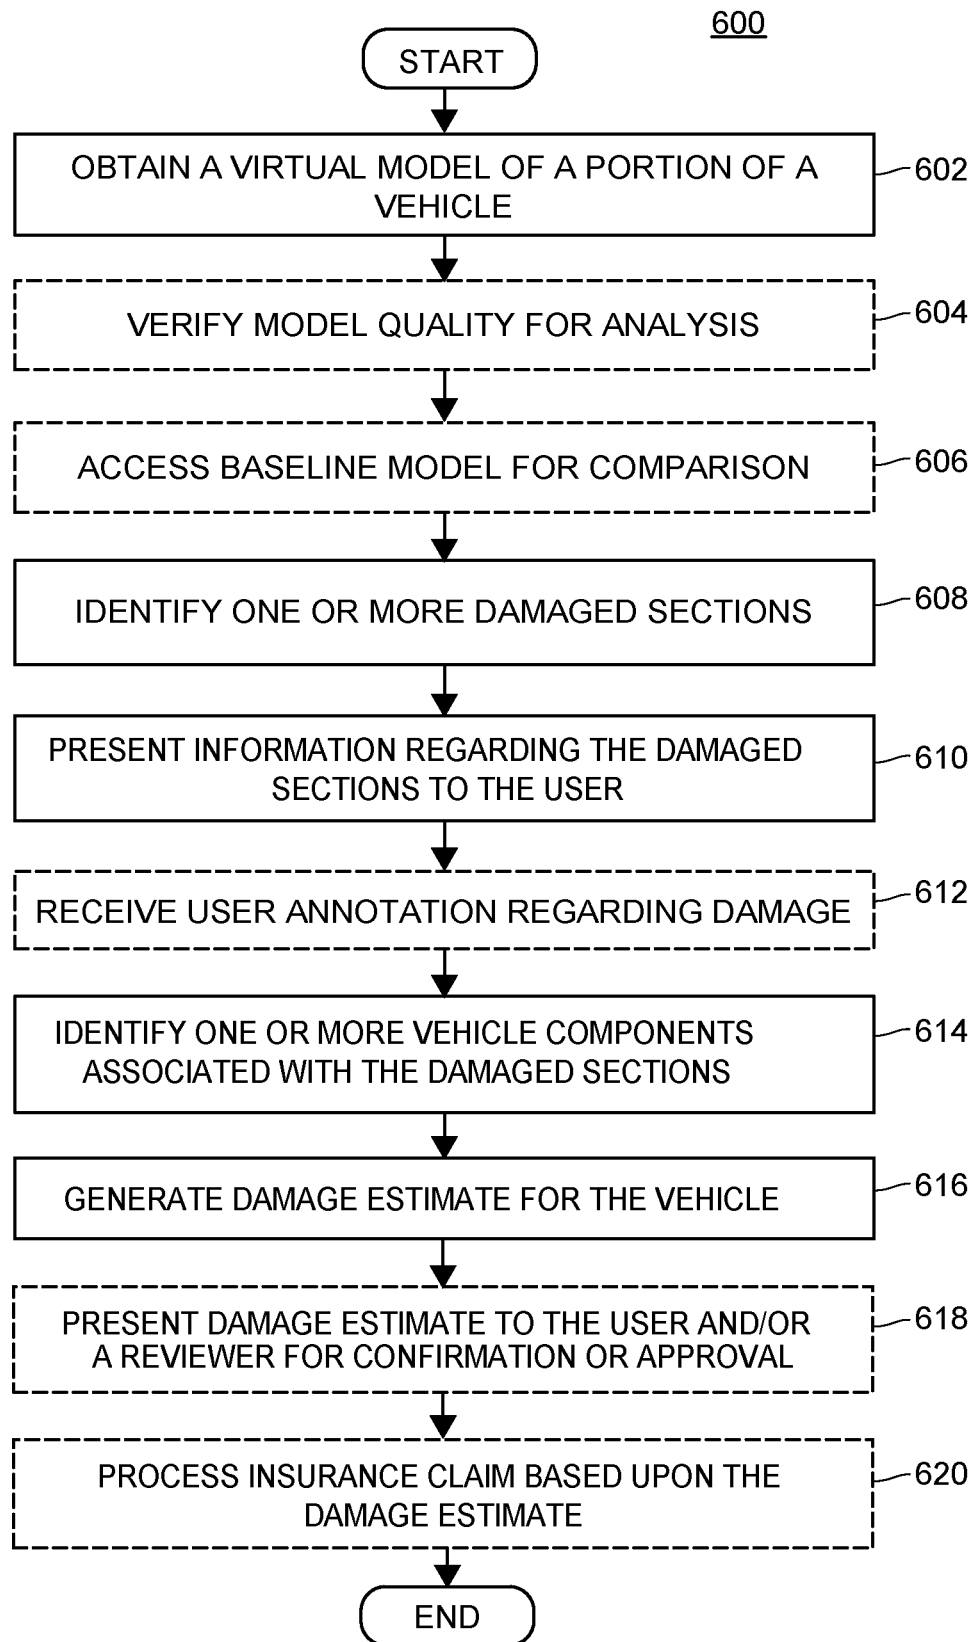 600
START
OBTAIN A VIRTUAL MODEL OF A PORTION OF A
VEHICLE
602
VERIFY MODEL QUALITY FOR ANALYSIS
604
ACCESS BASELINE MODEL FOR COMPARISON
606
IDENTIFY ONE OR MORE DAMAGED SECTIONS
608
PRESENT INFORMATION REGARDING THE DAMAGED
SECTIONS TO THE USER
610
RECEIVE USER ANNOTATION REGARDING DAMAGE
612
IDENTIFY ONE OR MORE VEHICLE COMPONENTS
ASSOCIATED WITH THE DAMAGED SECTIONS
614
GENERATE DAMAGE ESTIMATE FOR THE VEHICLE
616
PRESENT DAMAGE ESTIMATE TO THE USER AND/OR
A REVIEWER FOR CONFIRMATION OR APPROVAL
618
PROCESS INSURANCE CLAIM BASED UPON THE
DAMAGE ESTIMATE
620
END